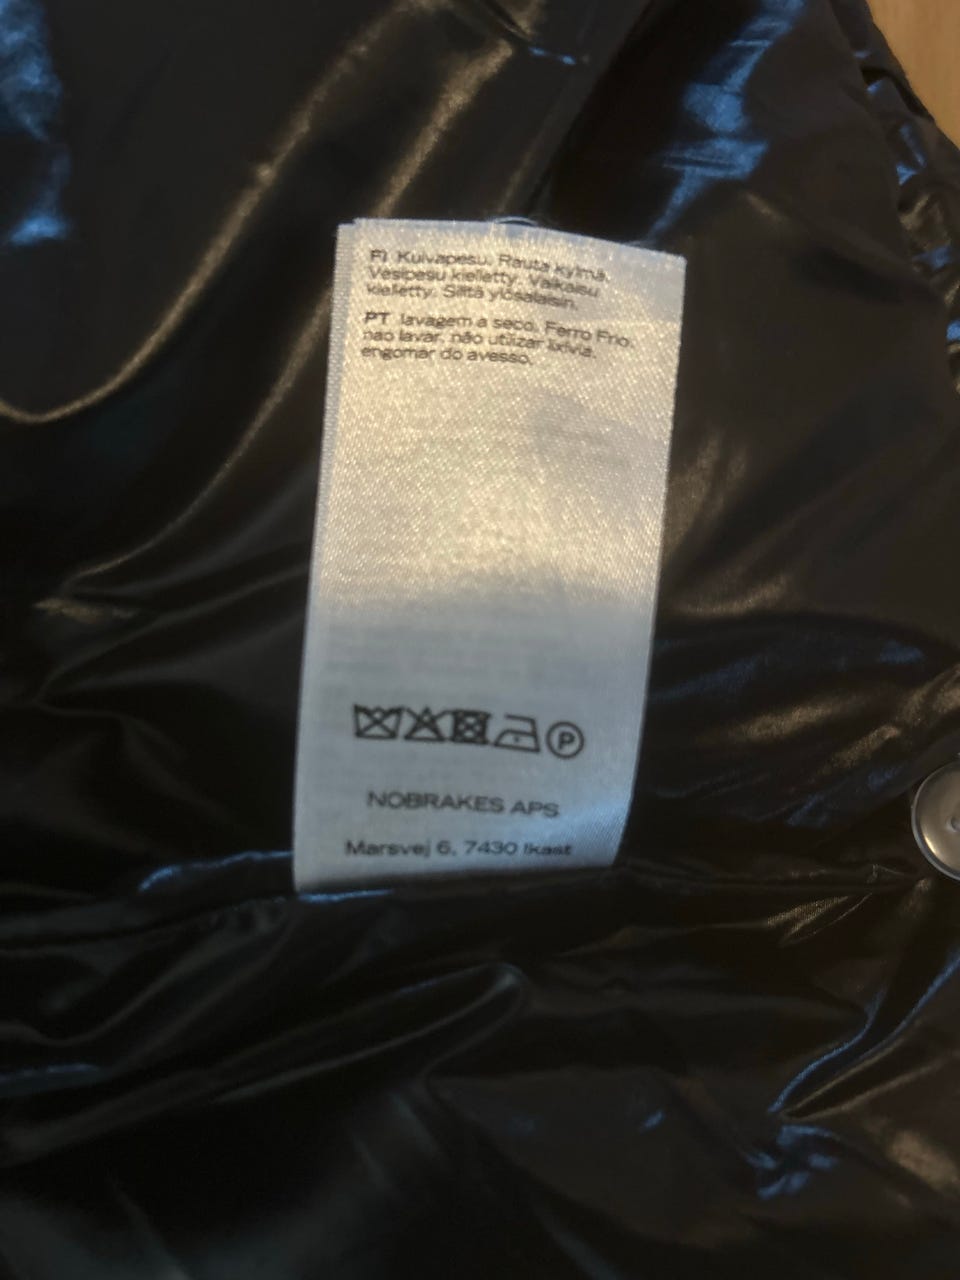 FI Kuivapesu. Rauta kylmä.
Vesipesu kielletty. Valkaisu
kielletty. Silitä ylösalaisin.
PT lavagem a seco. Ferro Frio.
nao lavar. não utilizar lixívia.
engomar do avesso.
P
NOBRAKES APS
Marsvej 6, 7430 Ikast